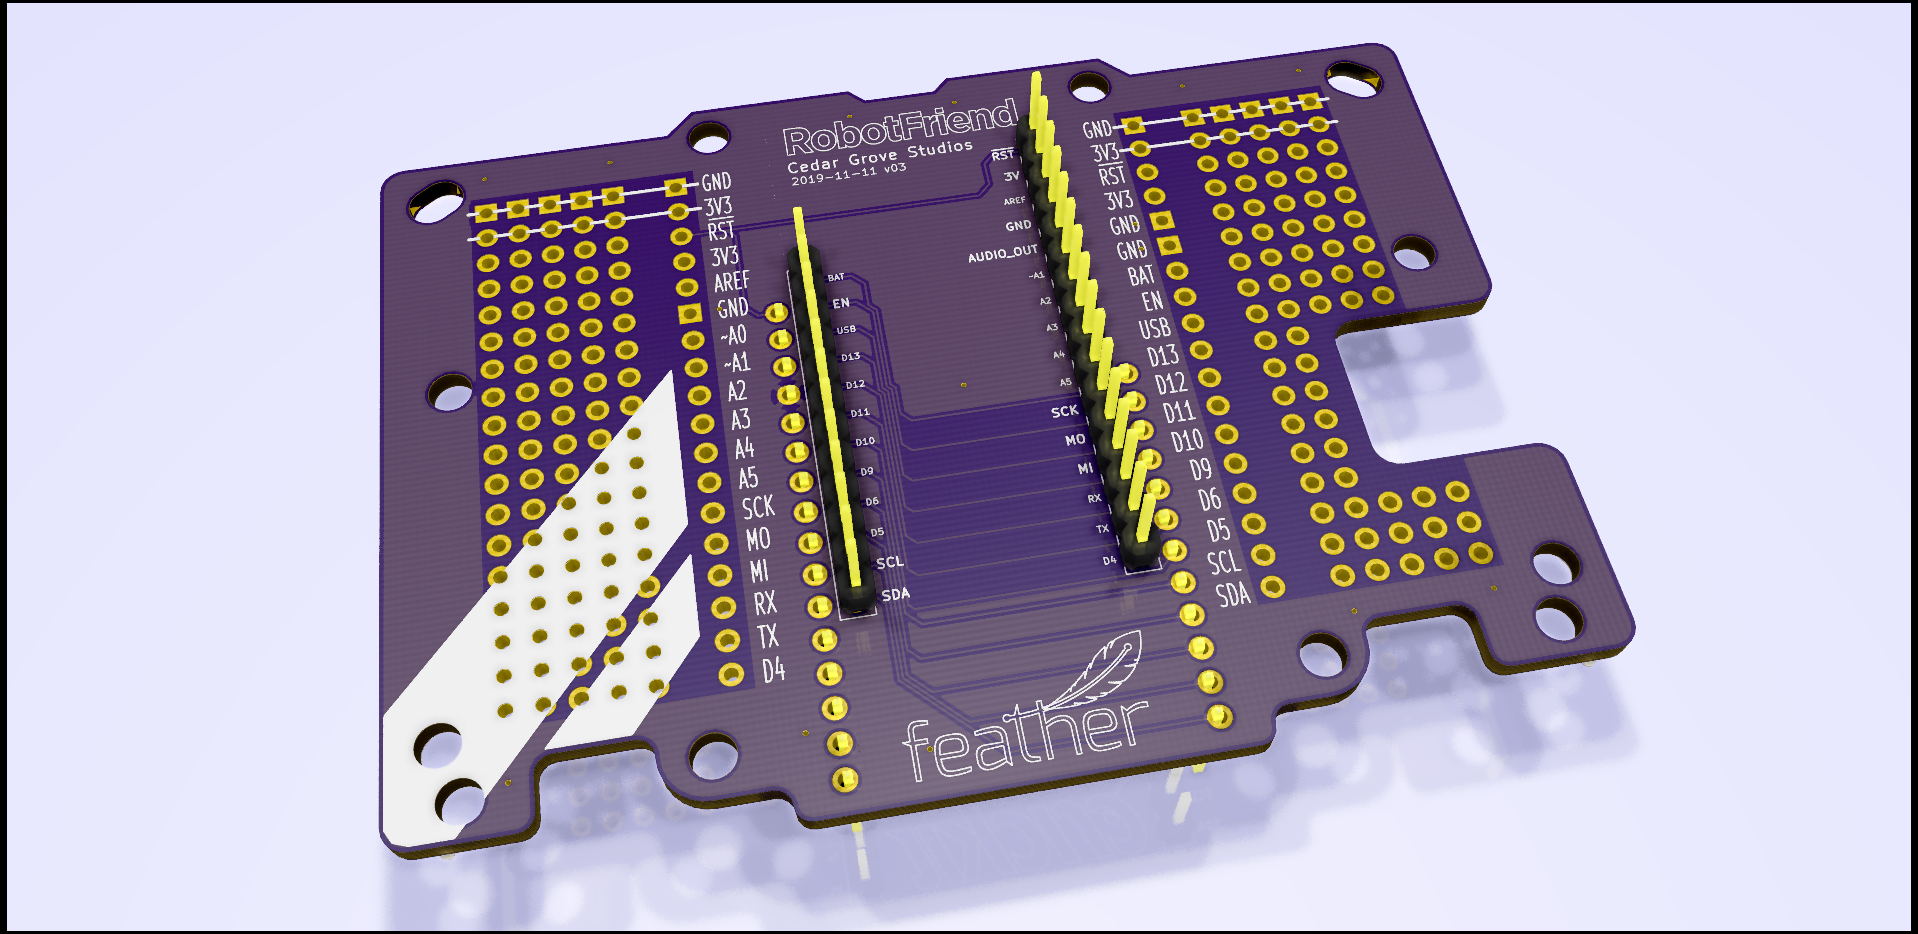 RobotFriend
Cedar Grove Studios
2019-11-11 v03
GND
3V3
RST
3V3
AREF
GND
~A0
~A1
A2
A3
A4
A5
SCK
MO
MI
RX
TX
D4
BAT
EN
USB
D13
D12
D11
D10
D9
D6
D5
SCL
SDA
RST
3V
AREF
GND
AUDIO_OUT
~A1
A2
A3
A4
A5
SCK
MO
MI
RX
TX
D4
GND
3V3
RST
3V3
GND
GND
BAT
EN
USB
D13
D12
D11
D10
D9
D6
D5
SCL
SDA
feather